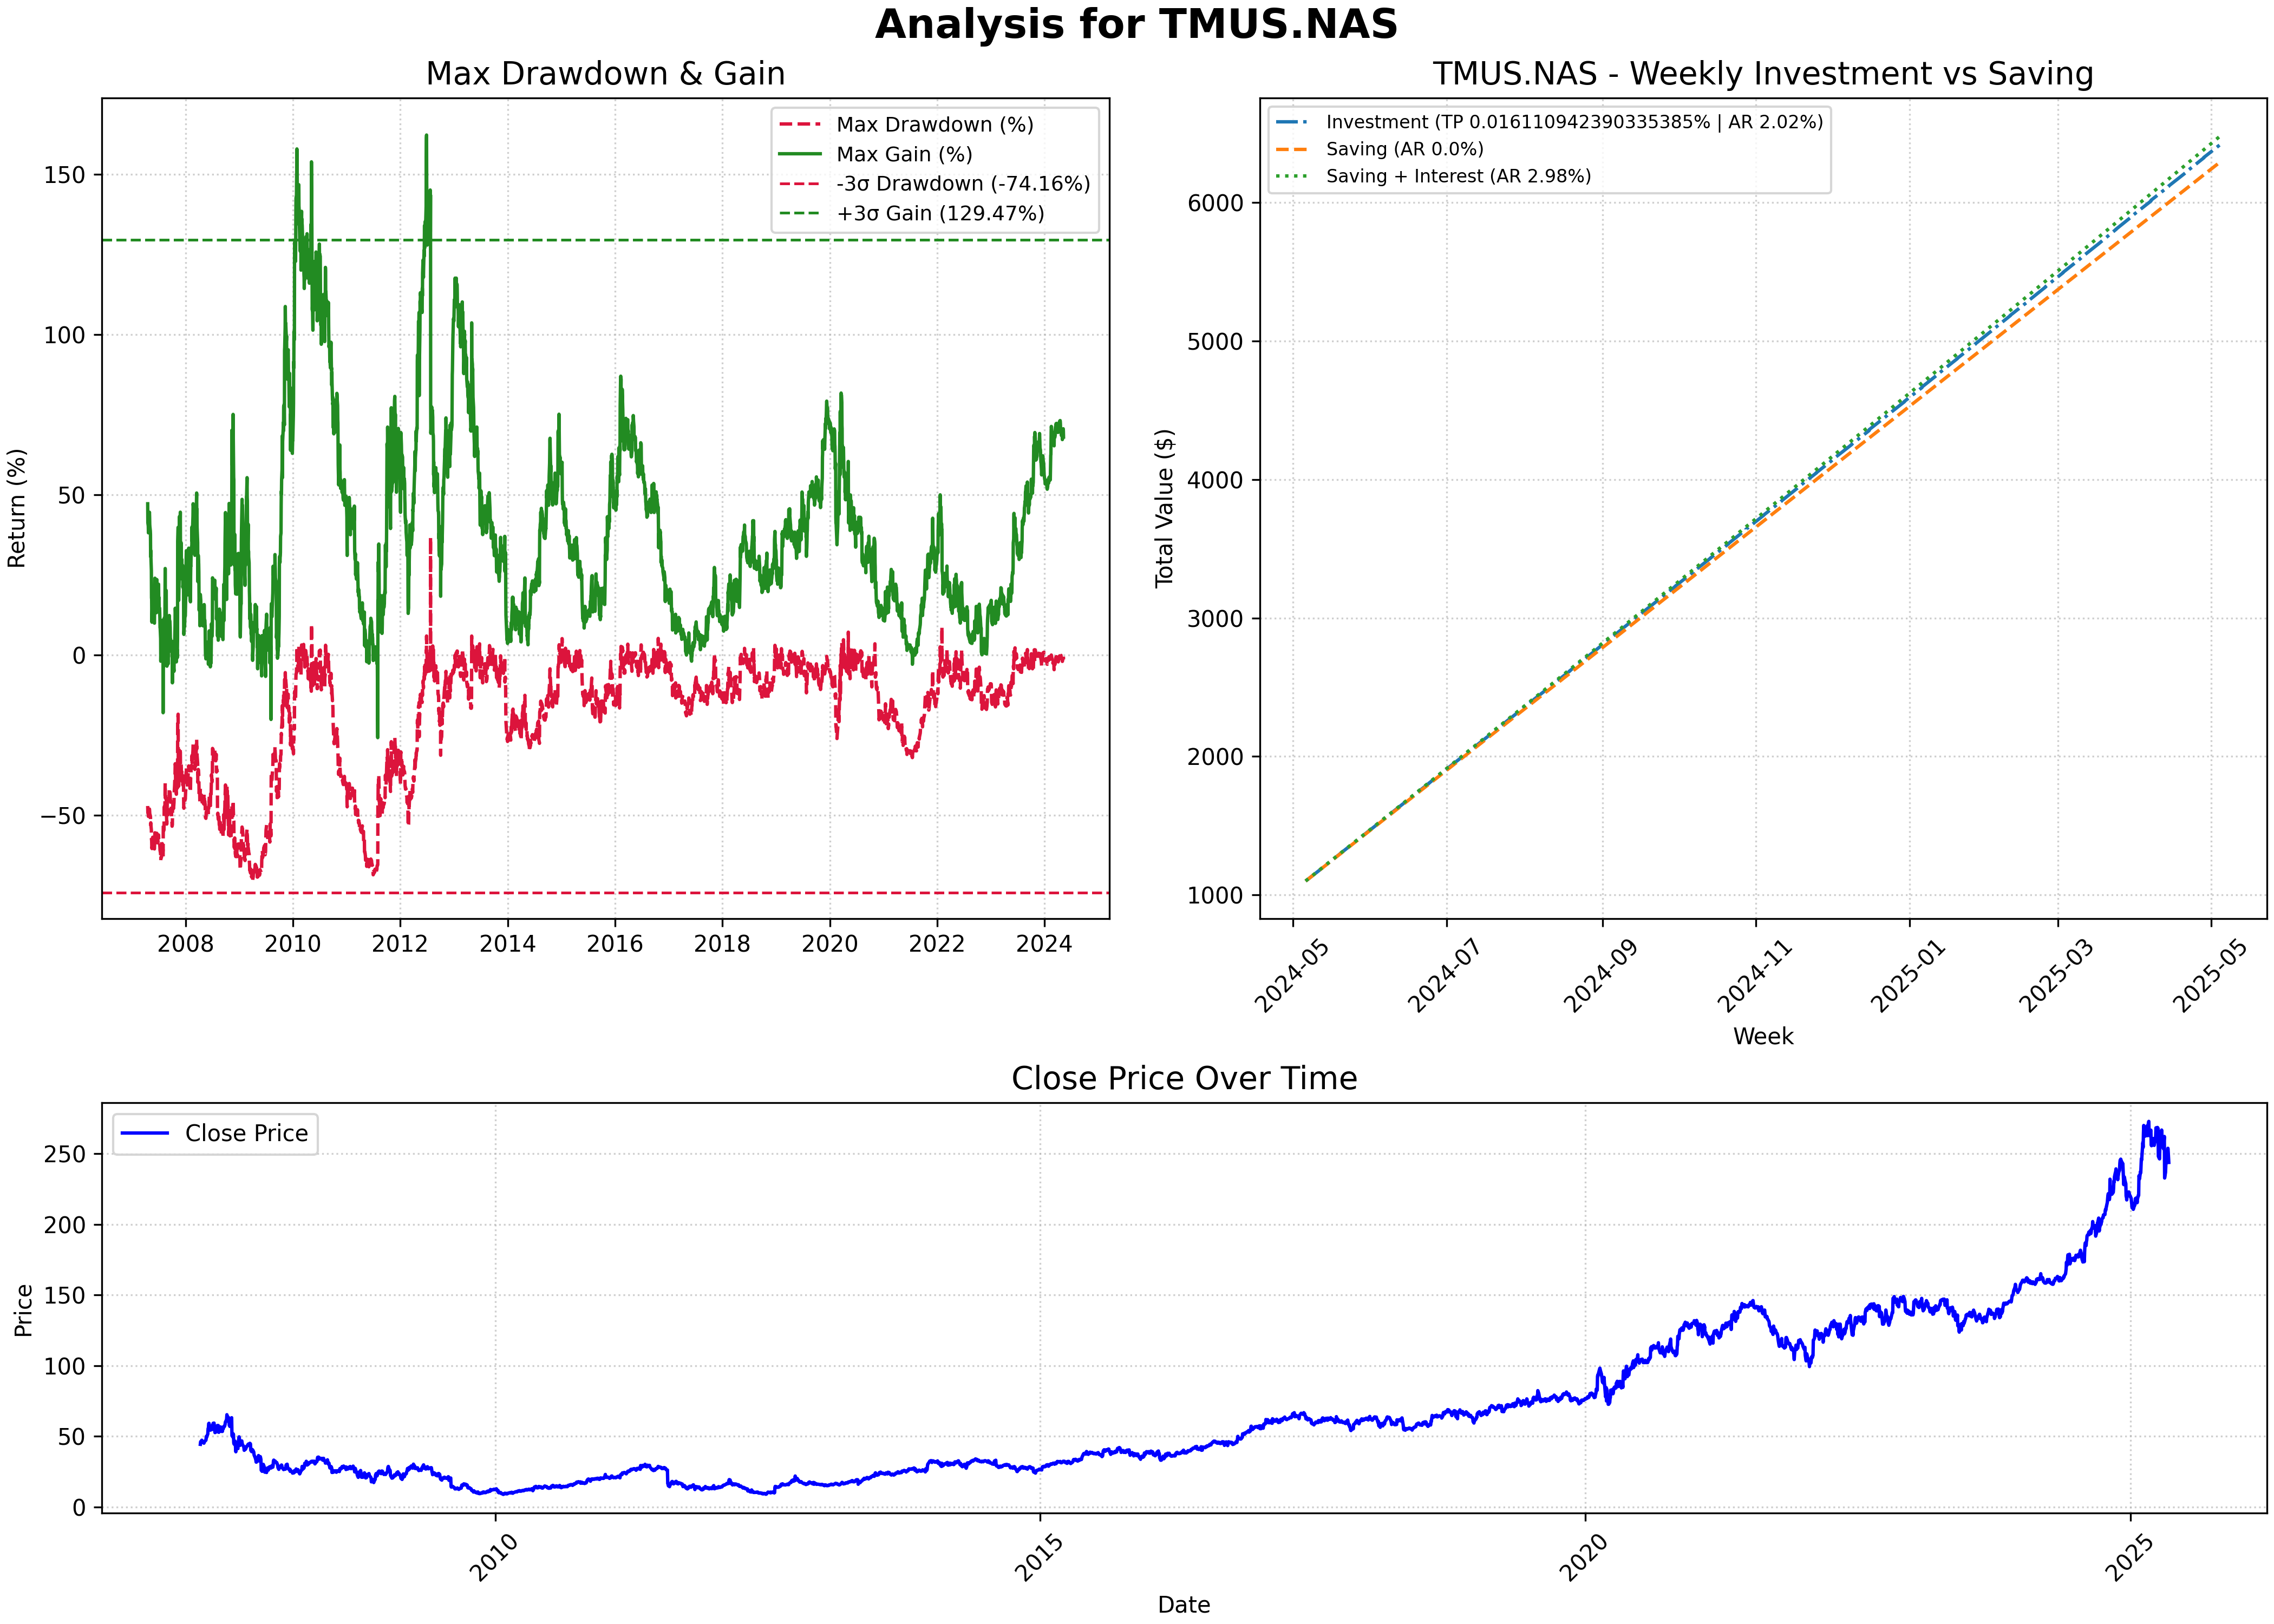 Analysis for TMUS.NAS
Max Drawdown & Gain
Return (%)
150
100
50
0
−50
2008 2010 2012 2014 2016 2018 2020 2022 2024
Max Drawdown (%)
Max Gain (%)
-3σ Drawdown (-74.16%)
+3σ Gain (129.47%)
TMUS.NAS - Weekly Investment vs Saving
Total Value ($)
6000
5000
4000
3000
2000
1000
2024-05 2024-07 2024-09 2024-11 2025-01 2025-03 2025-05
Week
Investment (TP 0.016110942390335385% | AR 2.02%)
Saving (AR 0.0%)
Saving + Interest (AR 2.98%)
Close Price Over Time
Price
250
200
150
100
50
0
2010 2015 2020 2025
Date
Close Price